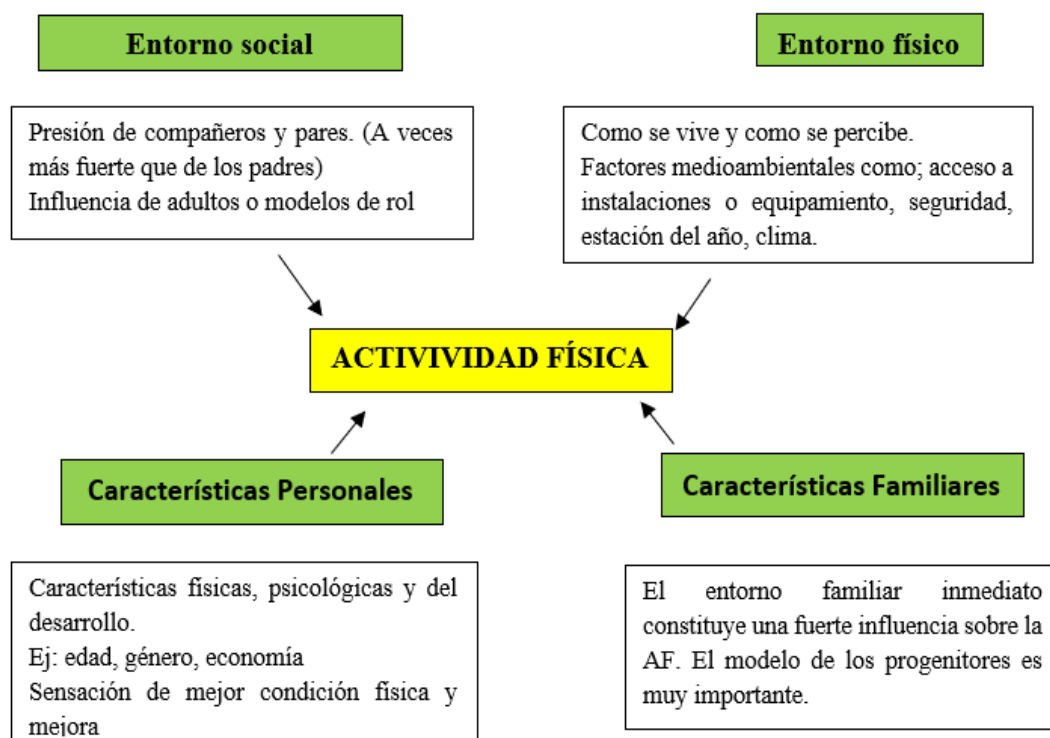 Entorno social
Presión de compañeros y pares. (A veces
más fuerte que de los padres)
Influencia de adultos o modelos de rol
Entorno físico
Como se vive y como se percibe.
Factores medioambientales como; acceso a
instalaciones o equipamiento, seguridad,
estación del año, clima.
ACTIVIVIDAD FÍSICA
Características Personales
Características físicas, psicológicas y del
desarrollo.
Ej: edad, género, economía
Sensación de mejor condición física y
mejora
Características Familiares
El entorno familiar inmediato
constituye una fuerte influencia sobre la
AF. El modelo de los progenitores es
muy importante.